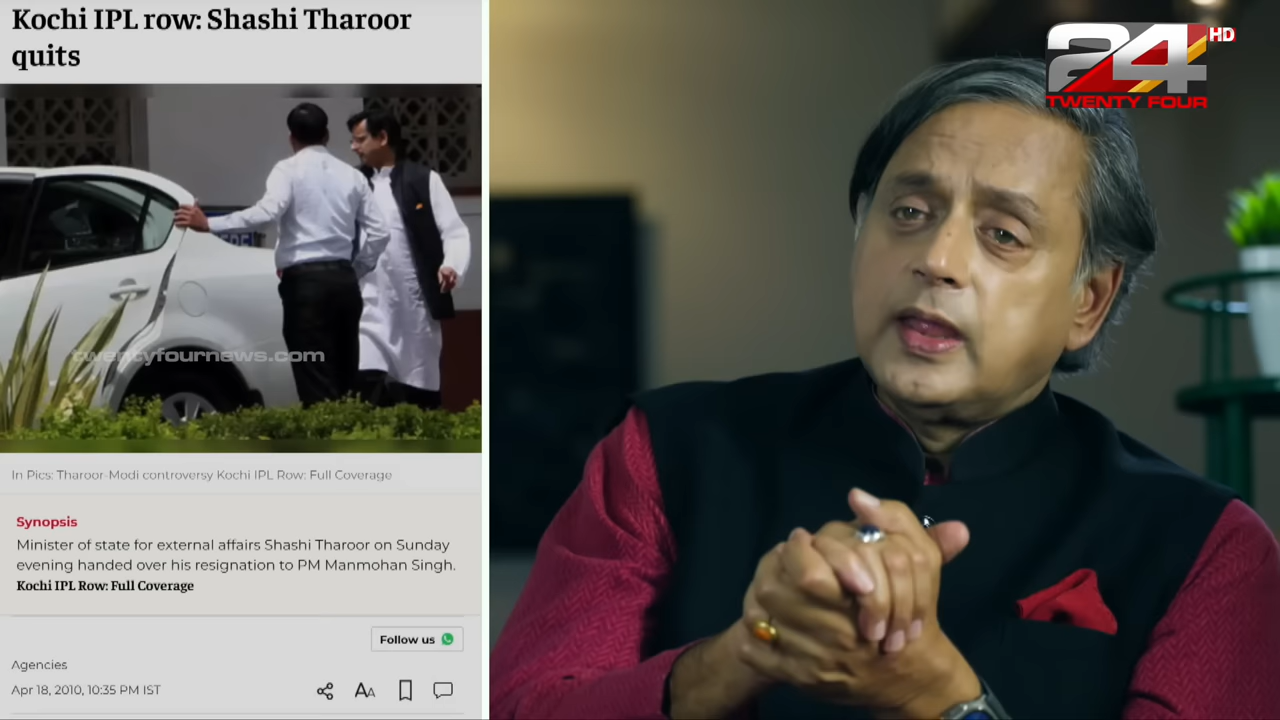 Kochi IPL row: Shashi Tharoor
quits
twentyfournews.com
In Pics: Tharoor-Modi controversy Kochi IPL Row: Full Coverage
Synopsis
Minister of state for external affairs Shashi Tharoor on Sunday
evening handed over his resignation to PM Manmohan Singh.
Kochi IPL Row: Full Coverage
Follow us
Agencies
Apr 18, 2010, 10:35 PM IST
AA
24 HD
TWENTY FOUR